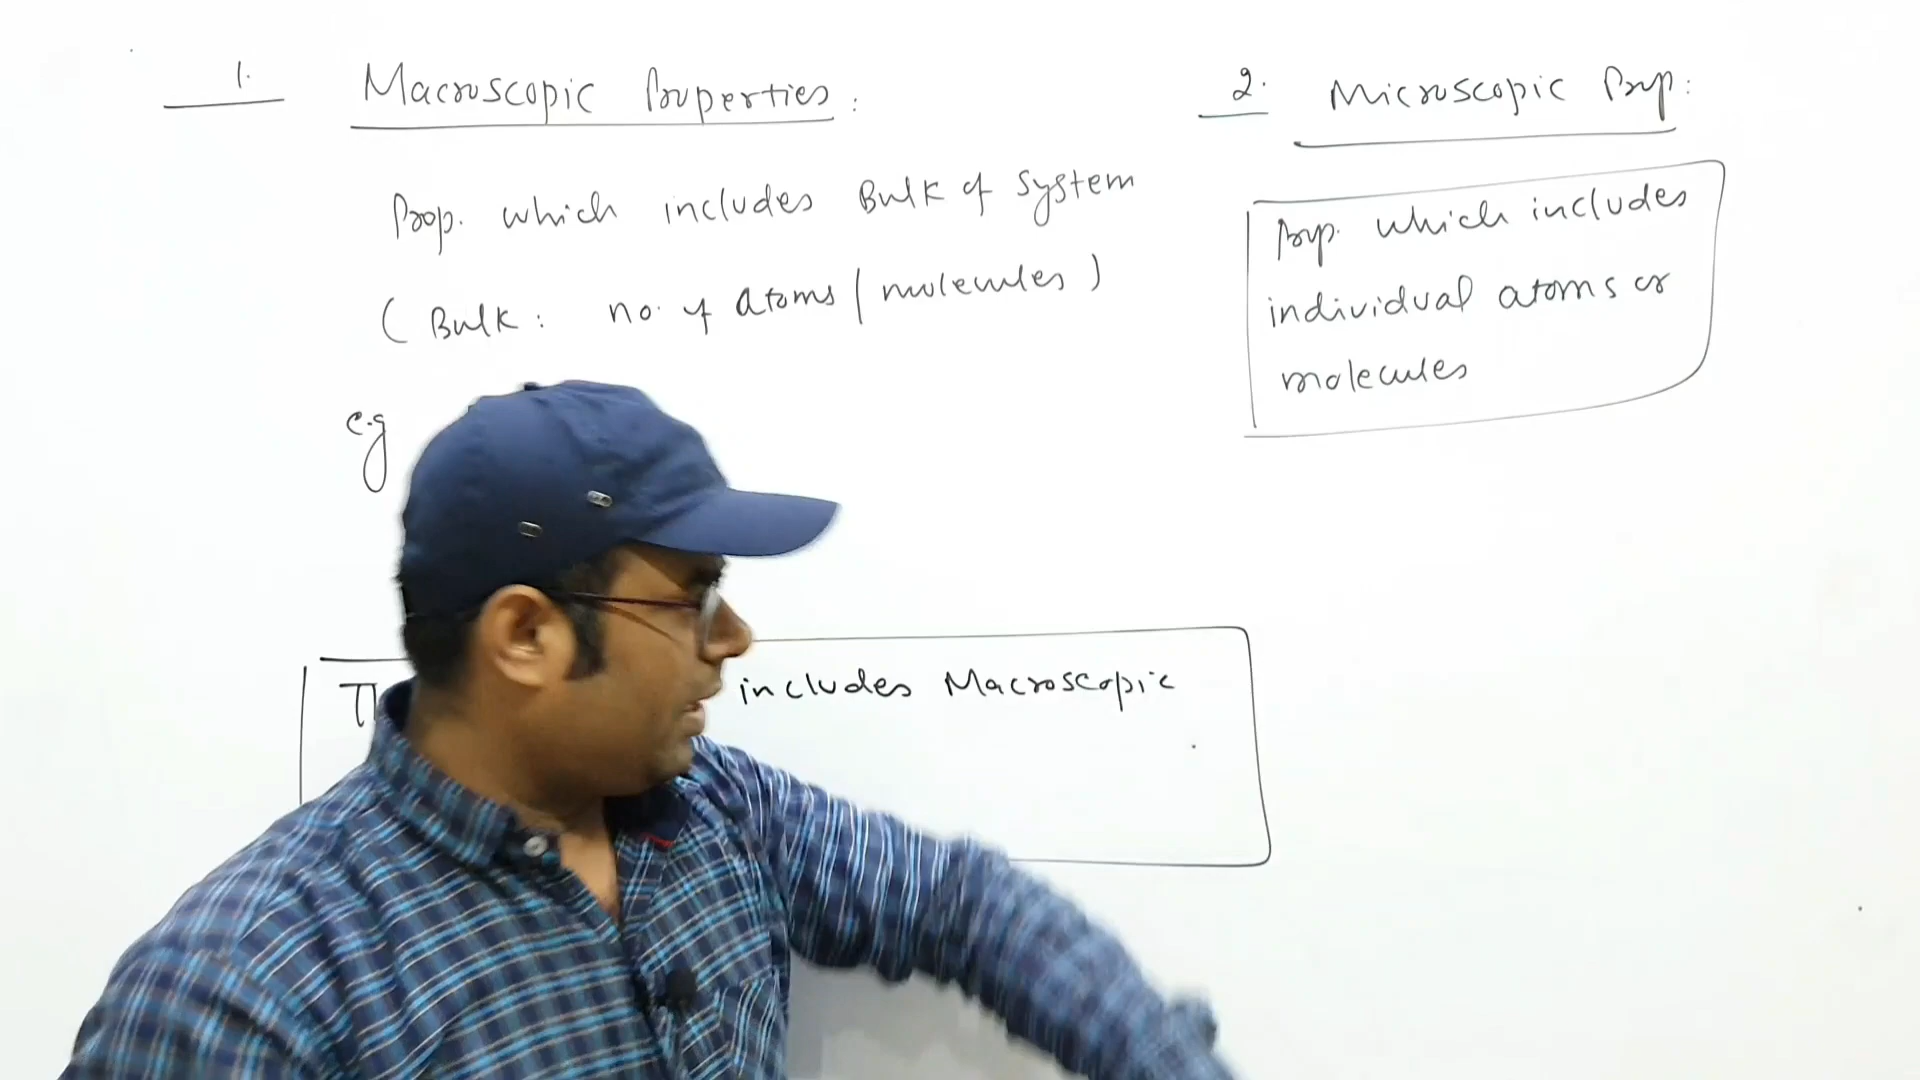 1. Macroscopic Properties :
Prop. which includes Bulk of system
( Bulk : no. of atoms / molecules )
e.g
includes Macroscopic
2. Microscopic Prop :
Prop. which includes
individual atoms or
molecules